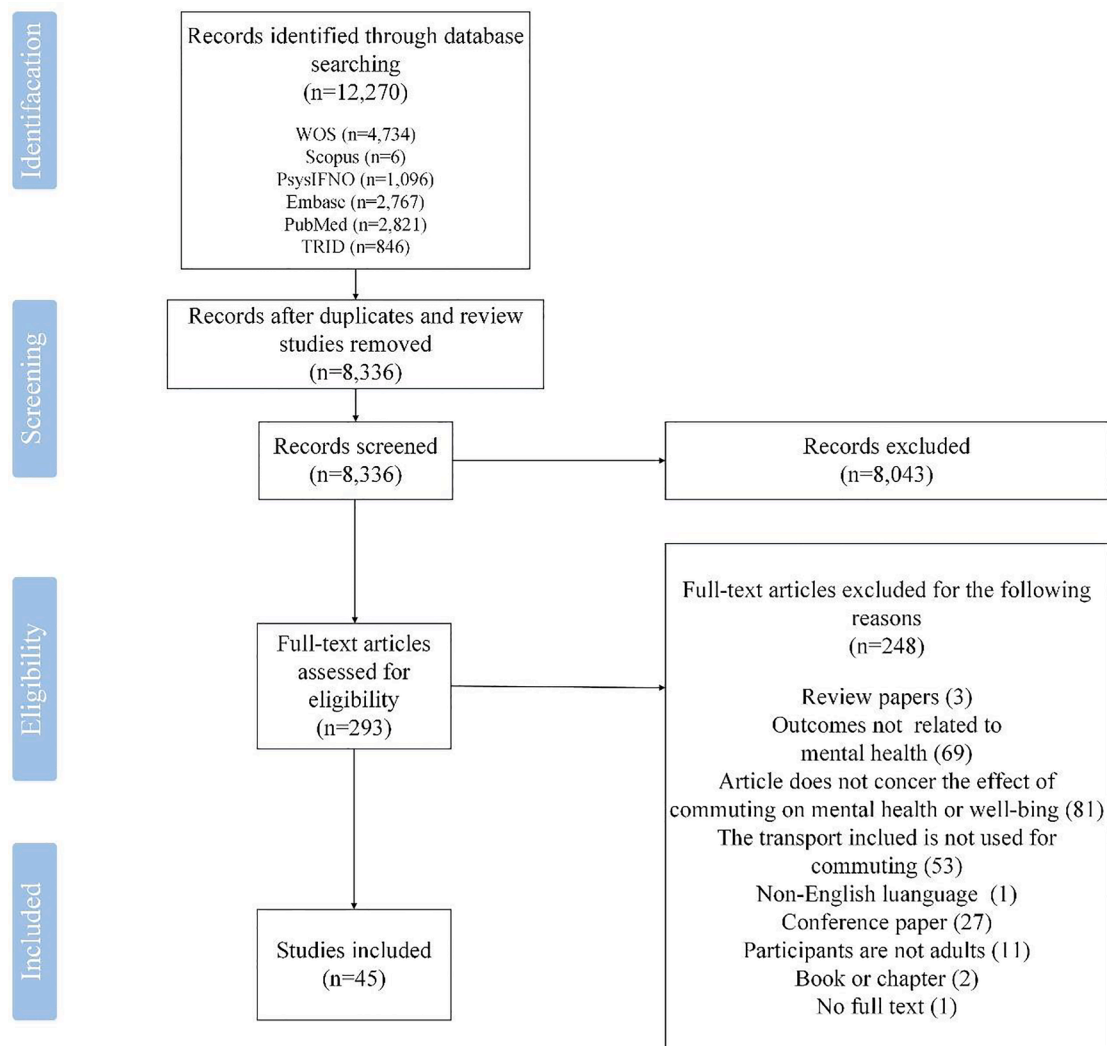 Identifacation
Records identified through database
searching
(n=12,270)
WOS (n=4,734)
Scopus (n=6)
PsysIFNO (n=1,096)
Embasc (n=2,767)
PubMed (n=2,821)
TRID (n=846)
Screening
Records after duplicates and review
studies removed
(n=8,336)
Records screened
(n=8,336)
Records excluded
(n=8,043)
Eligibility
Full-text articles
assessed for
eligibility
(n=293)
Full-text articles excluded for the following
reasons
(n=248)
Review papers (3)
Outcomes not related to
mental health (69)
Article does not concer the effect of
commuting on mental health or well-bing (81)
The transport inclued is not used for
commuting (53)
Non-English luanguage (1)
Conference paper (27)
Participants are not adults (11)
Book or chapter (2)
No full text (1)
Included
Studies included
(n=45)